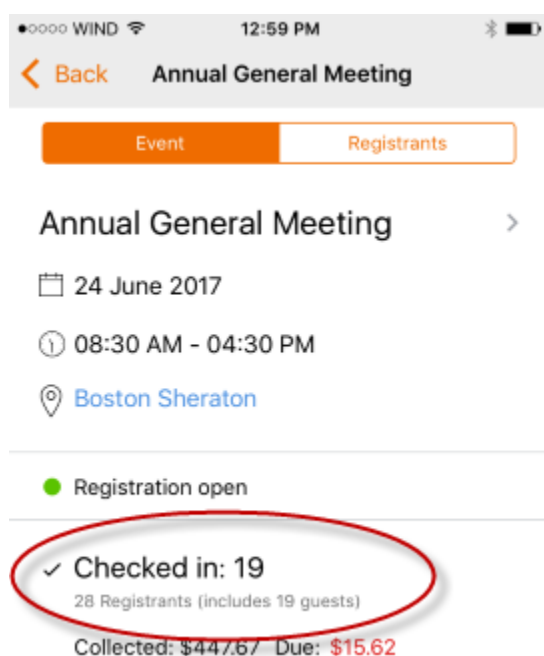 WIND 12:59 PM
Back Annual General Meeting
Event Registrants
Annual General Meeting
24 June 2017
08:30 AM - 04:30 PM
Boston Sheraton
Registration open
Checked in: 19
28 Registrants (includes 19 guests)
Collected: $447.67 Due: $15.62